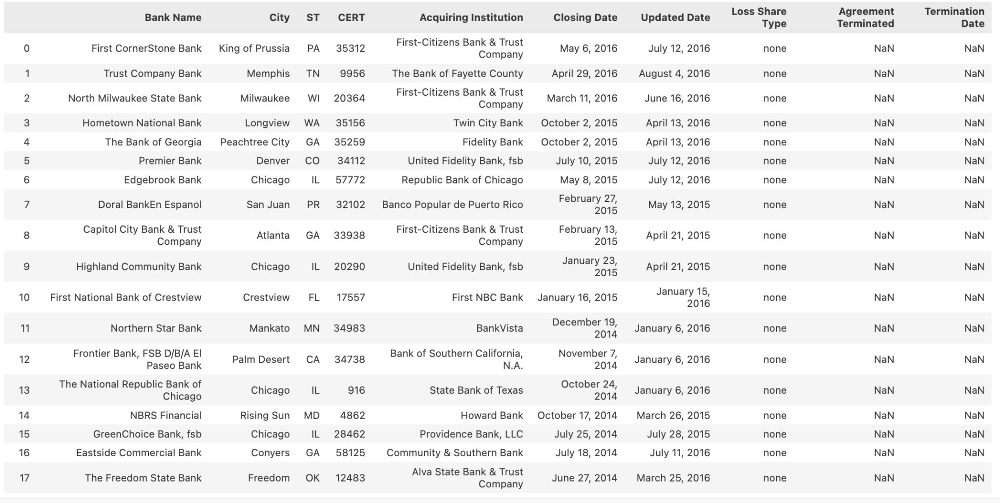 Bank Name City ST CERT Acquiring Institution Closing Date Updated Date Loss Share Type Agreement Terminated Termination Date
0 First CornerStone Bank King of Prussia PA 35312 First-Citizens Bank & Trust Company May 6, 2016 July 12, 2016 none NaN NaN
1 Trust Company Bank Memphis TN 9956 The Bank of Fayette County April 29, 2016 August 4, 2016 none NaN NaN
2 North Milwaukee State Bank Milwaukee WI 20364 First-Citizens Bank & Trust Company March 11, 2016 June 16, 2016 none NaN NaN
3 Hometown National Bank Longview WA 35156 Twin City Bank October 2, 2015 April 13, 2016 none NaN NaN
4 The Bank of Georgia Peachtree City GA 35259 Fidelity Bank October 2, 2015 April 13, 2016 none NaN NaN
5 Premier Bank Denver CO 34112 United Fidelity Bank, fsb July 10, 2015 July 12, 2016 none NaN NaN
6 Edgebrook Bank Chicago IL 57772 Republic Bank of Chicago May 8, 2015 July 12, 2016 none NaN NaN
7 Doral BankEn Espanol San Juan PR 32102 Banco Popular de Puerto Rico February 27, 2015 May 13, 2015 none NaN NaN
8 Capitol City Bank & Trust Company Atlanta GA 33938 First-Citizens Bank & Trust Company February 13, 2015 April 21, 2015 none NaN NaN
9 Highland Community Bank Chicago IL 20290 United Fidelity Bank, fsb January 23, 2015 April 21, 2015 none NaN NaN
10 First National Bank of Crestview Crestview FL 17557 First NBC Bank January 16, 2015 January 15, 2016 none NaN NaN
11 Northern Star Bank Mankato MN 34983 BankVista December 19, 2014 January 6, 2016 none NaN NaN
12 Frontier Bank, FSB D/B/A El Paseo Bank Palm Desert CA 34738 Bank of Southern California, N.A. November 7, 2014 January 6, 2016 none NaN NaN
13 The National Republic Bank of Chicago Chicago IL 916 State Bank of Texas October 24, 2014 January 6, 2016 none NaN NaN
14 NBRS Financial Rising Sun MD 4862 Howard Bank October 17, 2014 March 26, 2015 none NaN NaN
15 GreenChoice Bank, fsb Chicago IL 28462 Providence Bank, LLC July 25, 2014 July 28, 2015 none NaN NaN
16 Eastside Commercial Bank Conyers GA 58125 Community & Southern Bank July 18, 2014 July 11, 2016 none NaN NaN
17 The Freedom State Bank Freedom OK 12483 Alva State Bank & Trust Company June 27, 2014 March 25, 2016 none NaN NaN